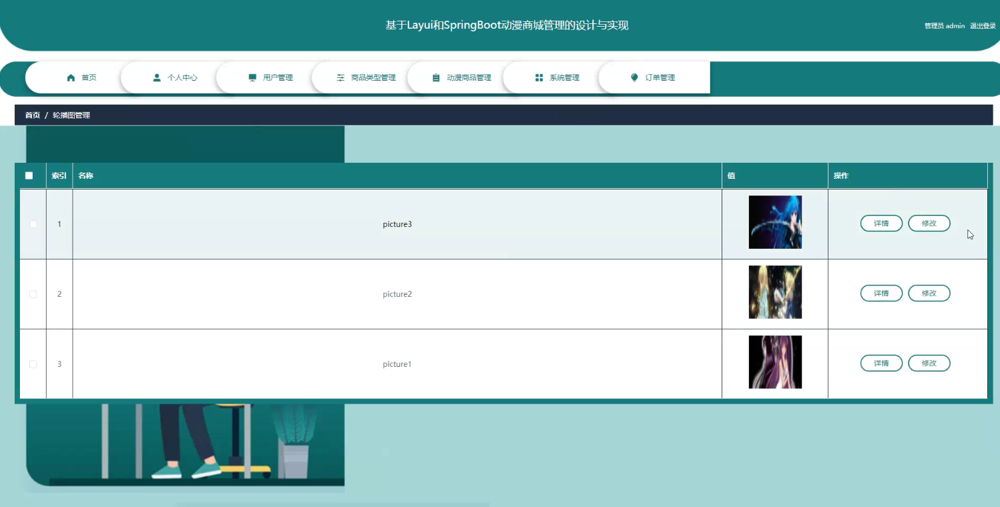 基于Layui和SpringBoot动漫商城管理的设计与实现
管理员 admin 退出登录
首页 个人中心 用户管理 商品类型管理 动漫商品管理 系统管理 订单管理
首页 / 轮播图管理
索引 名称 值 操作
1 picture3 详情 修改
2 picture2 详情 修改
3 picture1 详情 修改